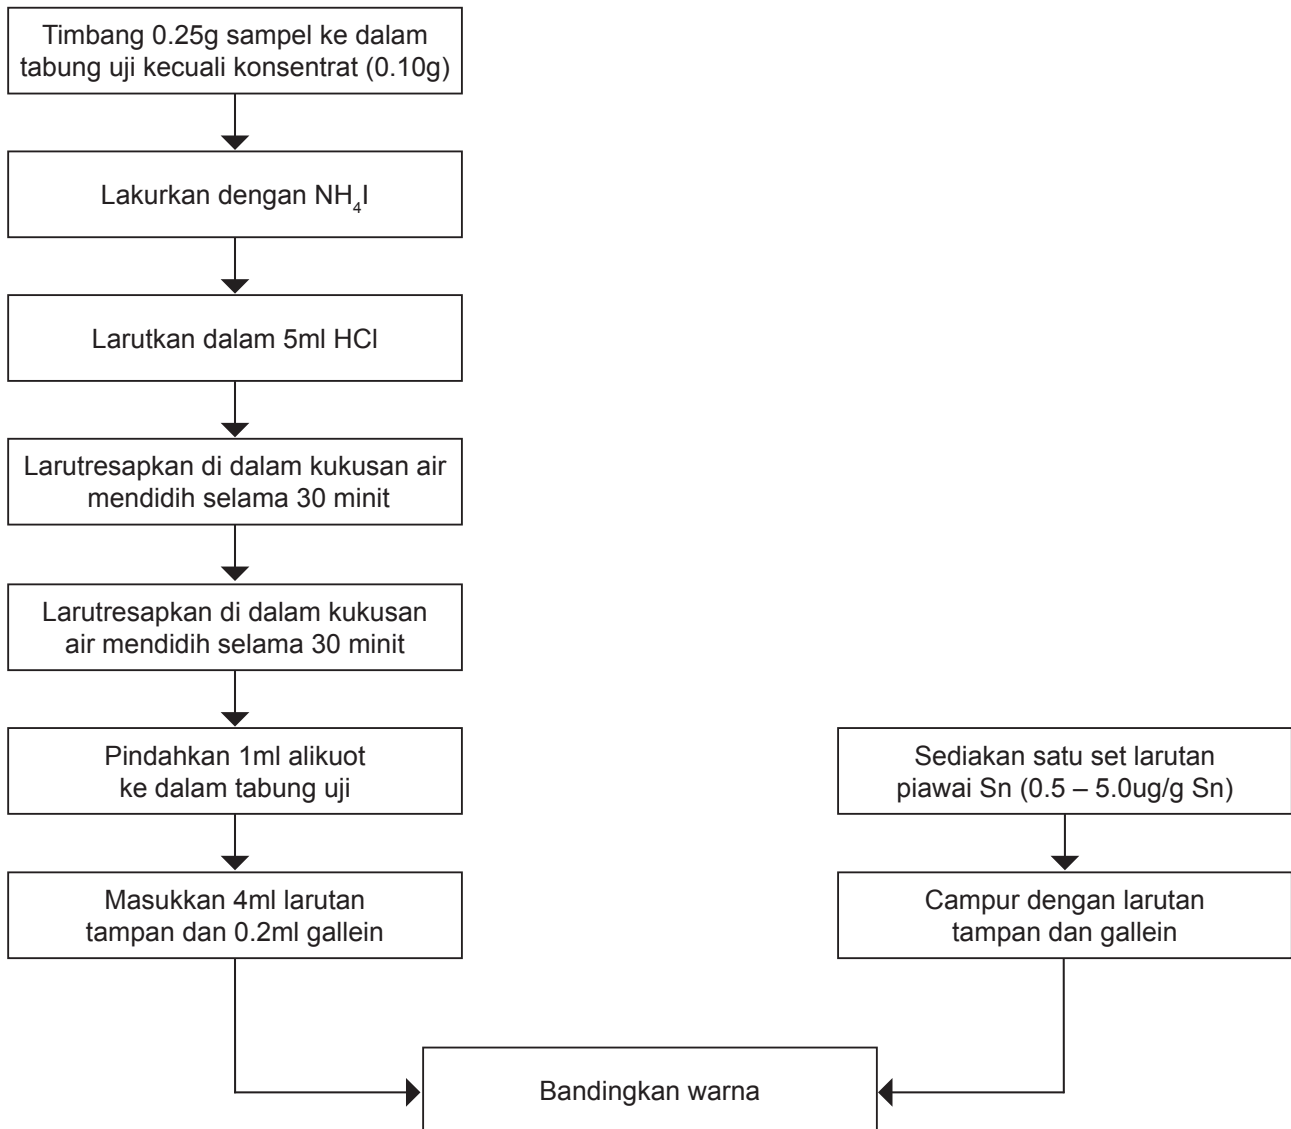 Timbang 0.25g sampel ke dalam
tabung uji kecuali konsentrat (0.10g)
Lakurkan dengan NH₄I
Larutkan dalam 5ml HCl
Larutresapkan di dalam kukusan air
mendidih selama 30 minit
Larutresapkan di dalam kukusan
air mendidih selama 30 minit
Pindahkan 1ml alikuot
ke dalam tabung uji
Masukkan 4ml larutan
tampan dan 0.2ml gallein
Sediakan satu set larutan
piawai Sn (0.5 – 5.0ug/g Sn)
Campur dengan larutan
tampan dan gallein
Bandingkan warna